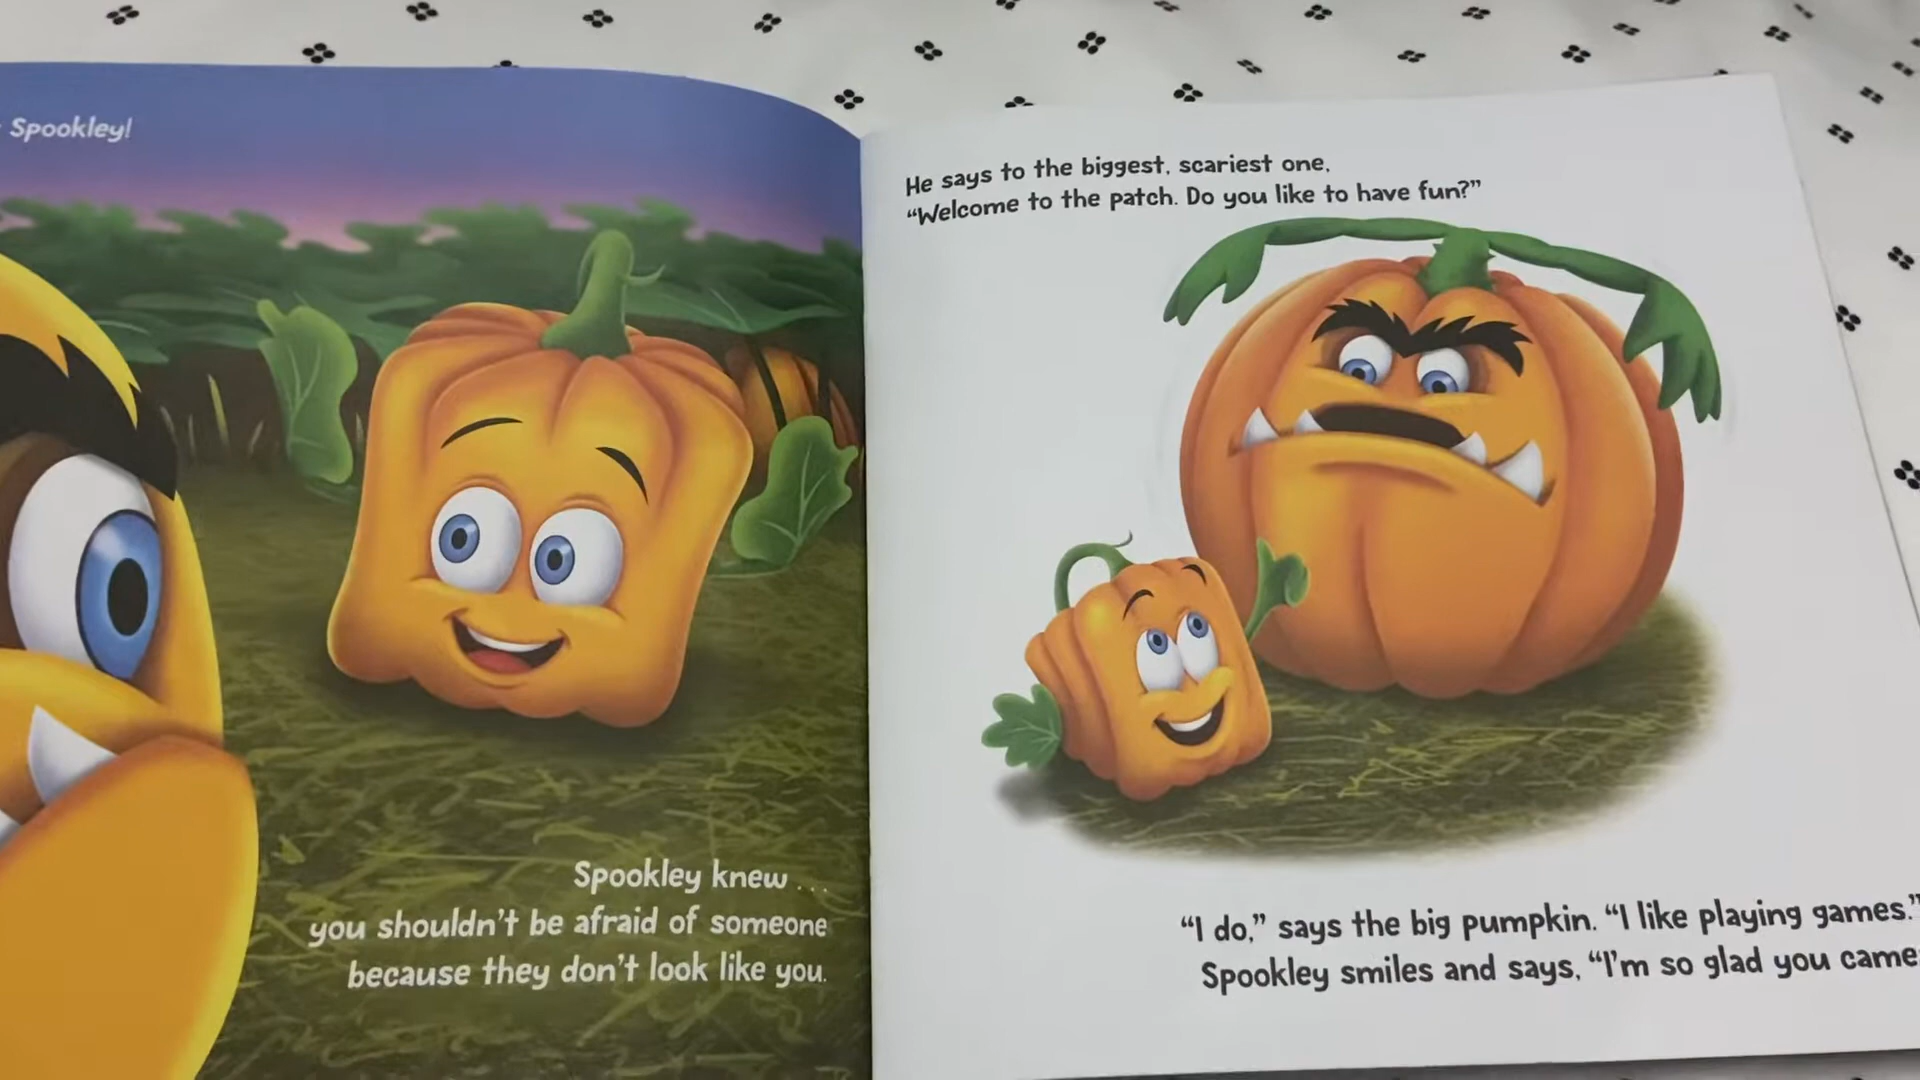 Spookley!
Spookley knew ...
you shouldn't be afraid of someone
because they don't look like you.
He says to the biggest, scariest one,
“Welcome to the patch. Do you like to have fun?”
“I do,” says the big pumpkin. “I like playing games.”
Spookley smiles and says, “I'm so glad you came